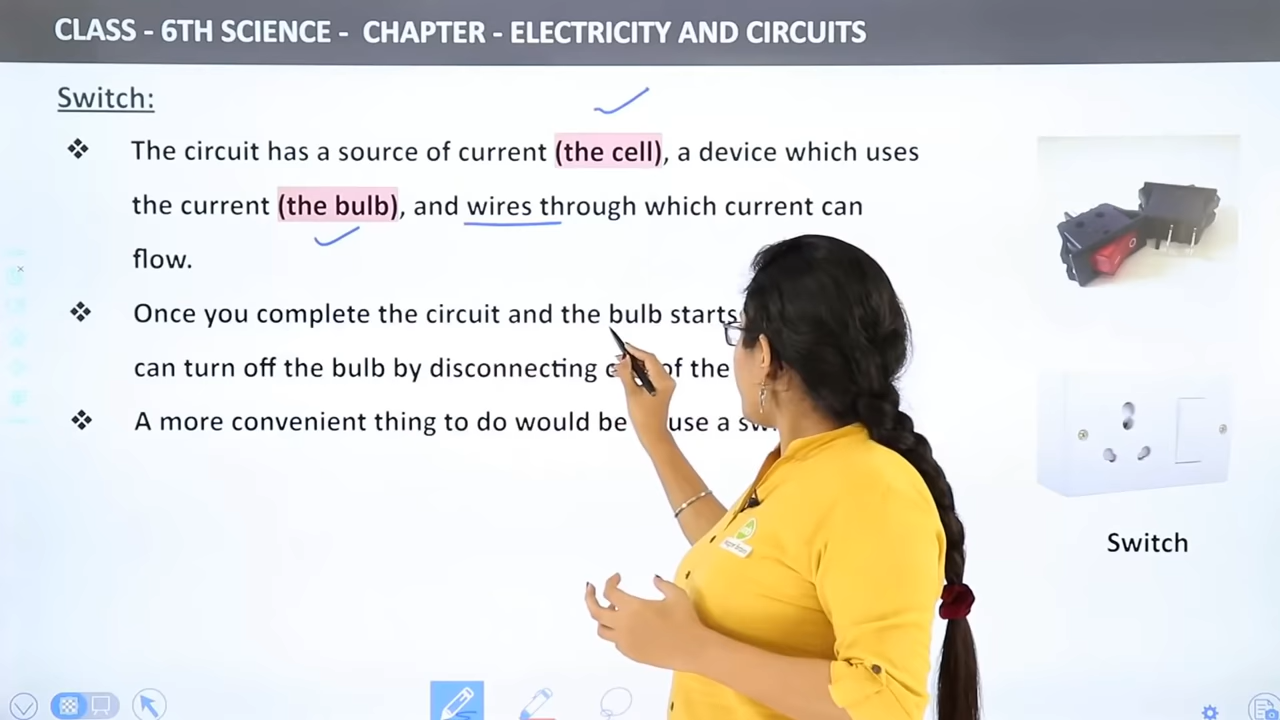 CLASS - 6TH SCIENCE - CHAPTER - ELECTRICITY AND CIRCUITS
Switch:
The circuit has a source of current (the cell), a device which uses
the current (the bulb), and wires through which current can
flow.
Once you complete the circuit and the bulb starts
can turn off the bulb by disconnecting of the
A more convenient thing to do would be use a
Switch